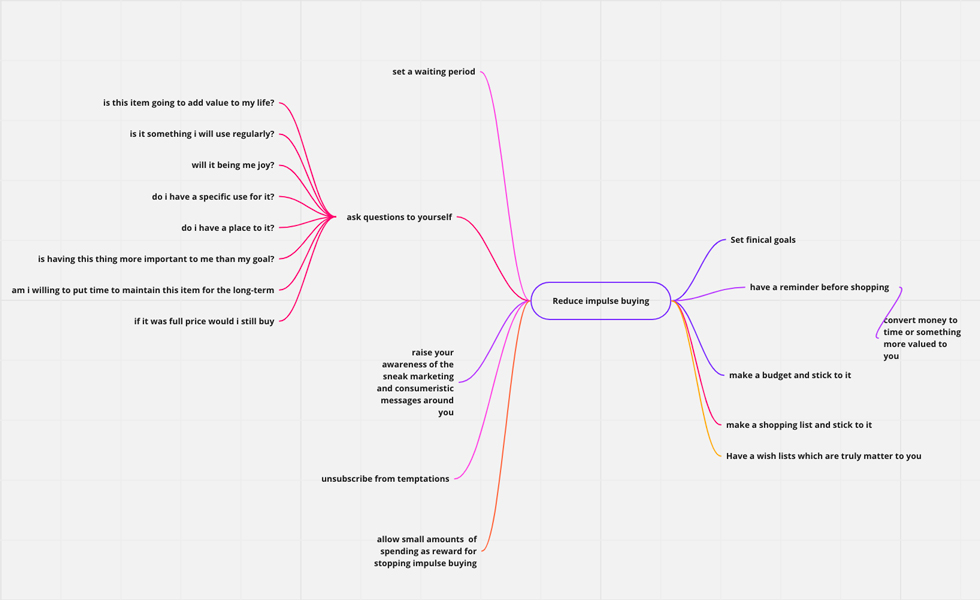 set a waiting period
is this item going to add value to my life?
is it something i will use regularly?
will it being me joy?
do i have a specific use for it?
ask questions to yourself
do i have a place to it?
is having this thing more important to me than my goal?
am i willing to put time to maintain this item for the long-term
if it was full price would i still buy
raise your
awareness of the
sneak marketing
and consumeristic
messages around
you
unsubscribe from temptations
allow small amounts of
spending as reward for
stopping impulse buying
Reduce impulse buying
Set finical goals
have a reminder before shopping
convert money to
time or something
more valued to
you
make a budget and stick to it
make a shopping list and stick to it
Have a wish lists which are truly matter to you